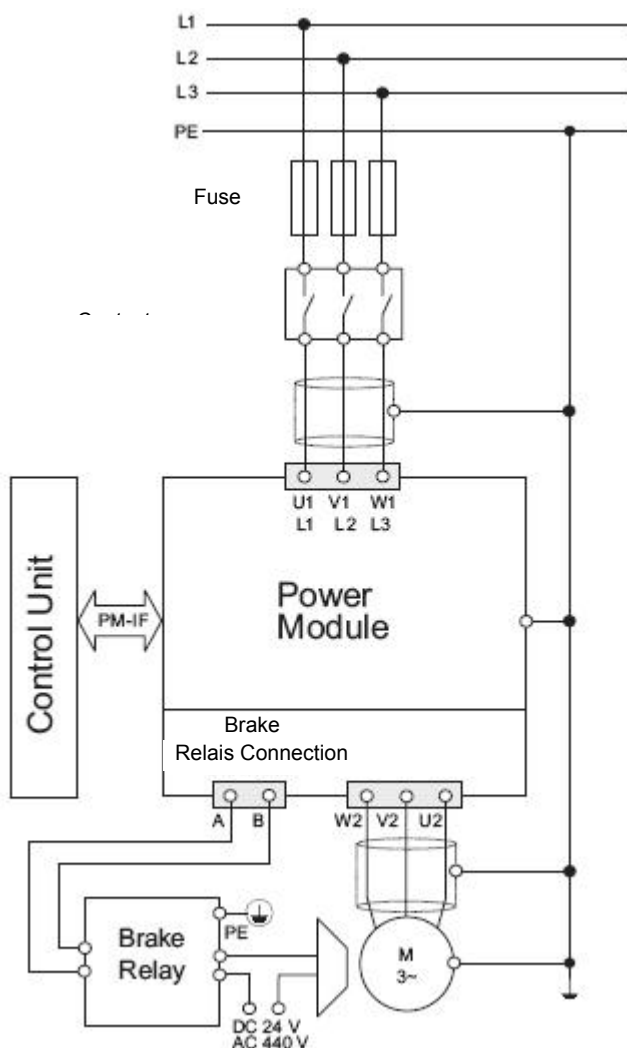 L1
L2
L3
PE
Fuse
U1 V1 W1
L1 L2 L3
Control Unit
PM-IF
Power
Module
Brake
Relais Connection
A B W2 V2 U2
Brake
Relay
PE
M
3~
DC 24 V
AC 440 V